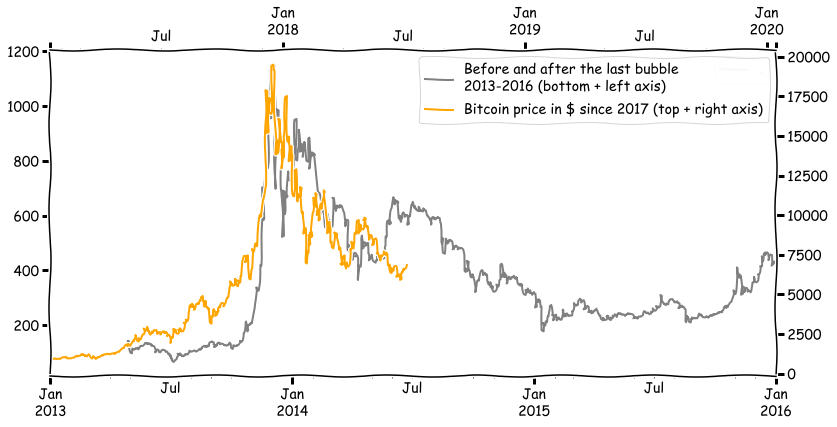 Jan Jan Jan
Jul 2018 Jul 2019 Jul 2020
1200 20000
Before and after the last bubble
2013-2016 (bottom + left axis)
1000 17500
Bitcoin price in $ since 2017 (top + right axis)
15000
800 12500
600 10000
400 7500
5000
200 2500
0
Jan Jul Jan Jul Jan Jul Jan
2013 2014 2015 2016